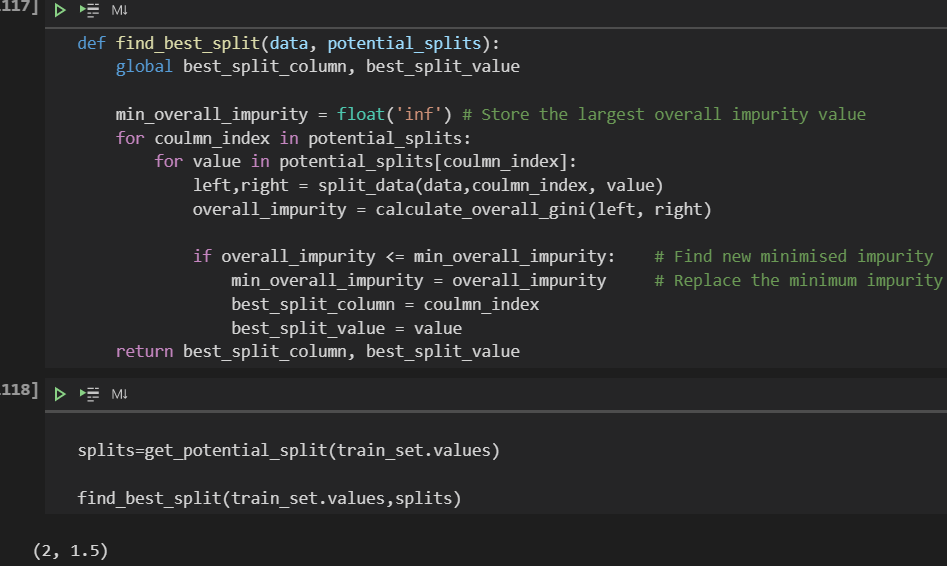 117]
M↓
def find_best_split(data, potential_splits):
global best_split_column, best_split_value
min_overall_impurity = float('inf') # Store the largest overall impurity value
for coulmn_index in potential_splits:
for value in potential_splits[coulmn_index]:
left,right = split_data(data,coulmn_index, value)
overall_impurity = calculate_overall_gini(left, right)
if overall_impurity <= min_overall_impurity: # Find new minimised impurity
min_overall_impurity = overall_impurity # Replace the minimum impurity
best_split_column = coulmn_index
best_split_value = value
return best_split_column, best_split_value
118]
M↓
splits=get_potential_split(train_set.values)
find_best_split(train_set.values,splits)
(2, 1.5)